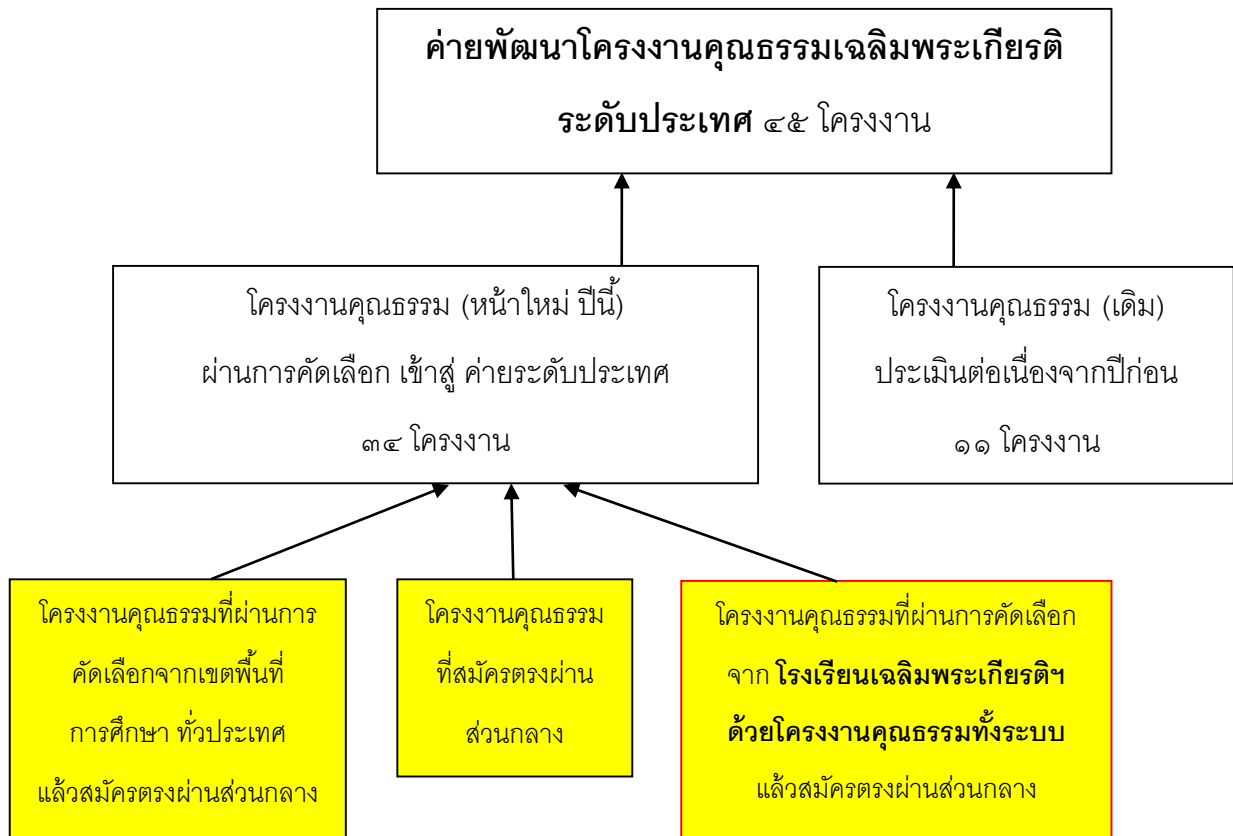 ค่ายพัฒนาโครงงานคุณธรรมเฉลิมพระเกียรติ
ระดับประเทศ ๔๕ โครงงาน
โครงงานคุณธรรม (หน้าใหม่ ปีนี้)
ผ่านการคัดเลือก เข้าสู่ ค่ายระดับประเทศ
๓๔ โครงงาน
โครงงานคุณธรรม (เดิม)
ประเมินต่อเนื่องจากปีก่อน
๑๑ โครงงาน
โครงงานคุณธรรมที่ผ่านการ
คัดเลือกจากเขตพื้นที่
การศึกษา ทั่วประเทศ
แล้วสมัครตรงผ่านส่วนกลาง
โครงงานคุณธรรม
ที่สมัครตรงผ่าน
ส่วนกลาง
โครงงานคุณธรรมที่ผ่านการคัดเลือก
จาก โรงเรียนเฉลิมพระเกียรติฯ
ด้วยโครงงานคุณธรรมทั้งระบบ
แล้วสมัครตรงผ่านส่วนกลาง